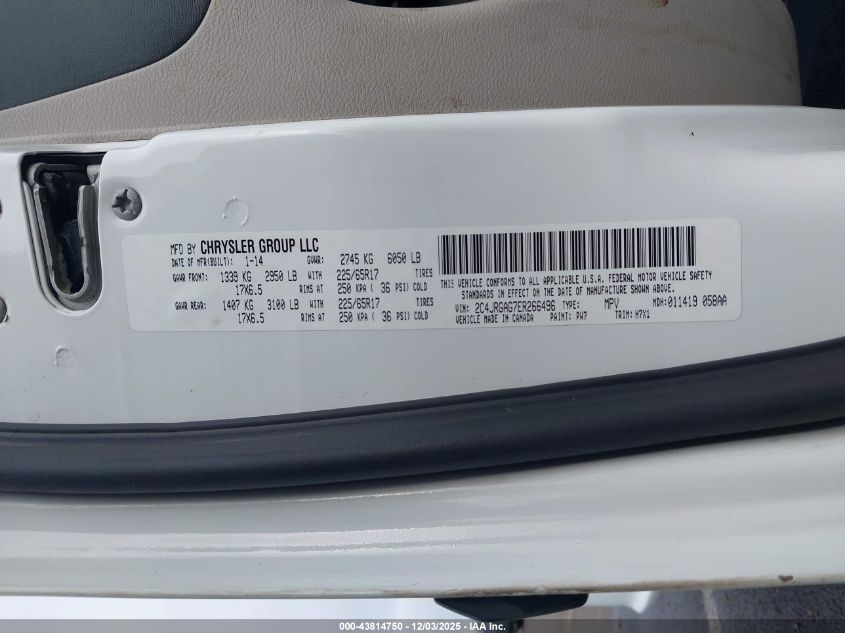 MFD BY CHRYSLER GROUP LLC
DATE OF MFR(BUILT): 1-14 GVWR: 2745 KG 6050 LB
GAWR FRONT: 1339 KG 2950 LB WITH 225/65R17 TIRES
17X6.5 RIMS AT 250 KPA ( 36 PSI) COLD
GAWR REAR: 1407 KG 3100 LB WITH 225/65R17 TIRES
17X6.5 RIMS AT 250 KPA ( 36 PSI) COLD
THIS VEHICLE CONFORMS TO ALL APPLICABLE U.S.A. FEDERAL MOTOR VEHICLE SAFETY
STANDARDS IN EFFECT ON THE DATE OF MANUFACTURE SHOWN ABOVE.
VIN: 2C4JRGAG7ER266496 TYPE: MPV MDH:011419 058AA
VEHICLE MADE IN CANADA PAINT: PW7 TRIM: H7X1
000-43814750 - 12/03/2025 - IAA Inc.